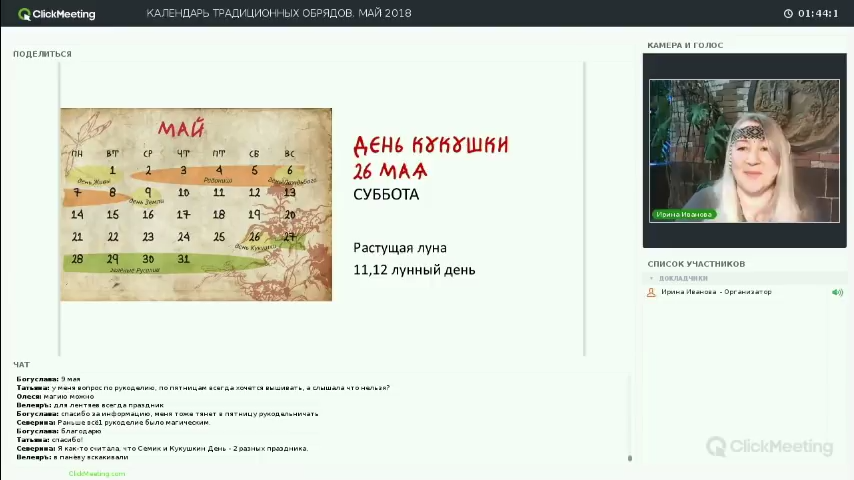 ClickMeeting
КАЛЕНДАРЬ ТРАДИЦИОННЫХ ОБРЯДОВ. МАЙ 2018
01:44:1
ПОДЕЛИТЬСЯ
МАЙ
ПН ВТ СР ЧТ ПТ СБ ВС
1 2 3 4 5 6
день Живы
7 8 9 10 11 12 13
день Земли
14 15 16 17 18 19 20
21 22 23 24 25 26 27
день Кукушки
28 29 30 31
ДЕНЬ КУКУШКИ
26 МАЯ
СУББОТА
Растущая луна
11,12 лунный день
КАМЕРА И ГОЛОС
Ирина Иванова
СПИСОК УЧАСТНИКОВ
ДОКЛАДЧИКИ
Ирина Иванова - Организатор
ЧАТ
Богуслава: 9 мая
Татьяна: у меня вопрос по рукоделию, по пятницам всегда хочется вышивать, а слышала что нельзя?
Олеся: магию можно
Велеяръ: для лентяев всегда праздник
Богуслава: спасибо за информацию, меня тоже тянет в пятницу рукодельничать
Северина: Раньше всё1 рукоделие было магическим.
Богуслава: благодарю
Татьяна: спасибо!
Северина: Я как-то считала, что Семик и Кукушкин День - 2 разных праздника.
Велеяръ: в панёву вскакивали
ClickMeeting.com
ClickMeeting